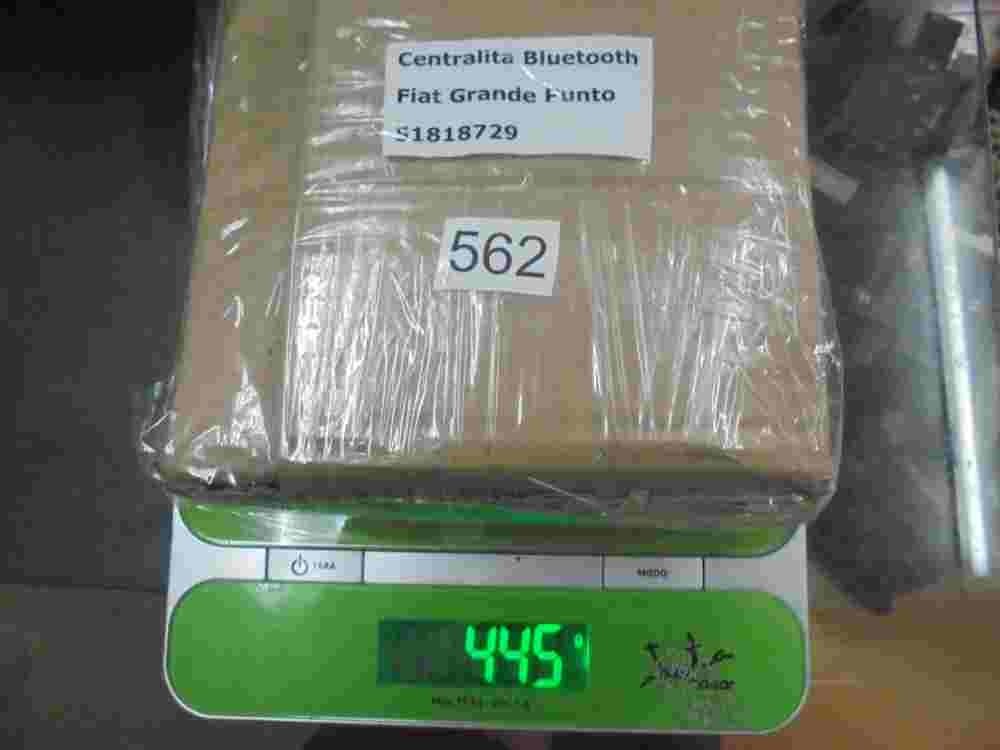 Centralita Bluetooth
Fiat Grande Punto
51818729
562
TARA
MODO
445